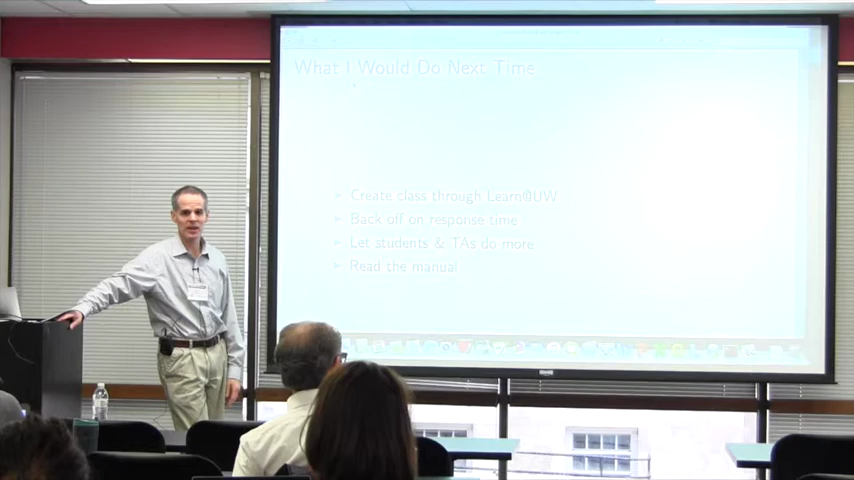 What I Would Do Next Time
Create class through Learn@UW
Back off on response time
Let students & TAs do more
Read the manual